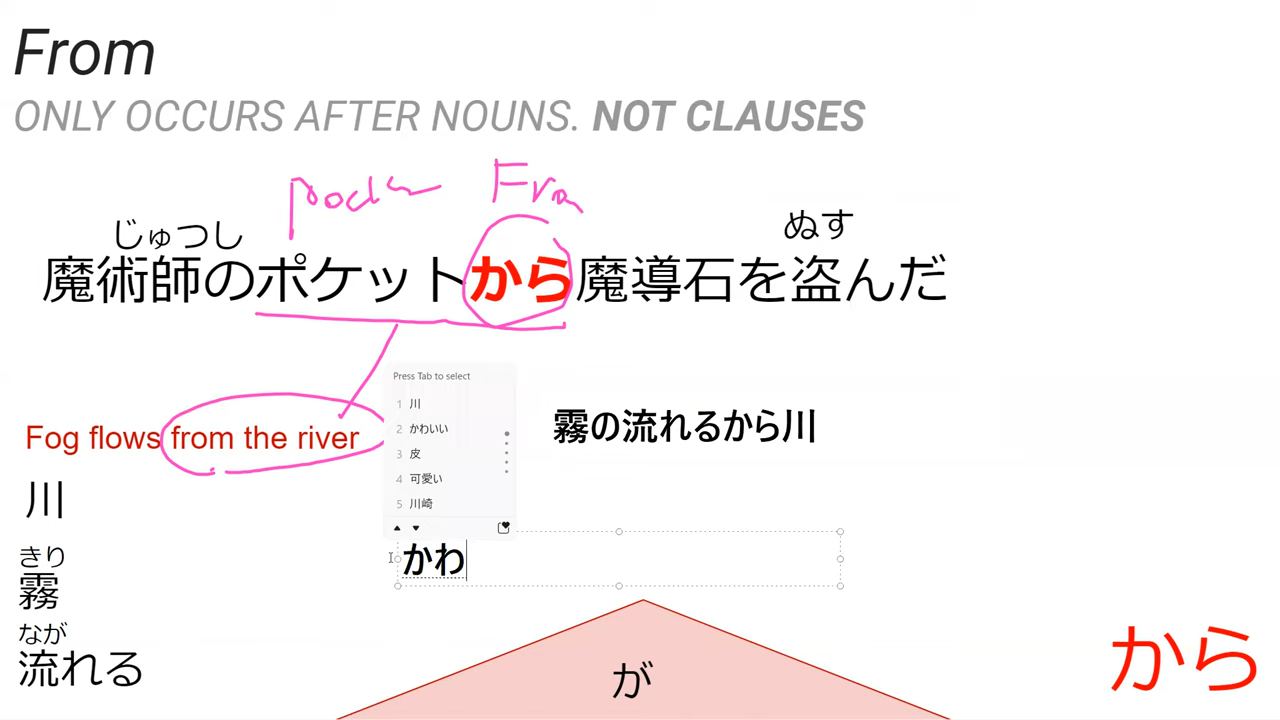 From
ONLY OCCURS AFTER NOUNS. NOT CLAUSES
From
じゅつし
ぬす
魔術師のポケットから魔導石を盗んだ
Fog flows from the river
霧の流れるから川
Press Tab to select
1 川
2 かわいい
3 皮
4 可愛い
5 川崎
かわ
川
きり
霧
なが
流れる
が
から